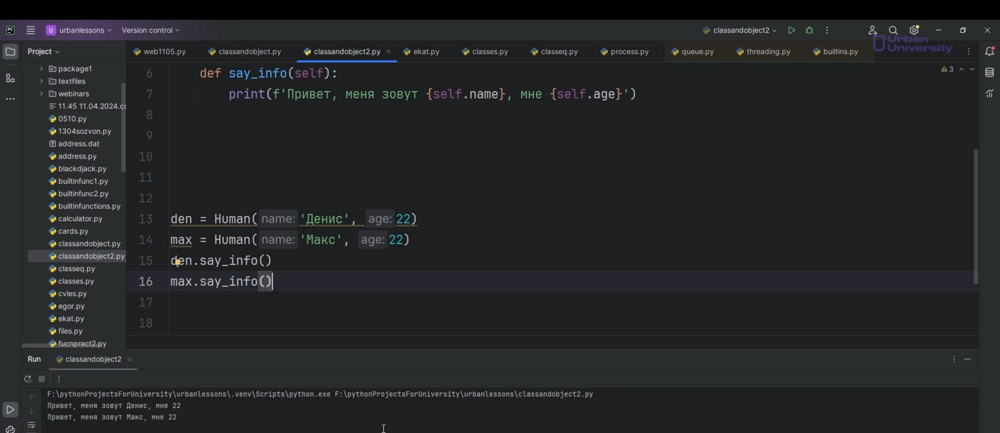 PC
U urbanlessons
Version control
classandobject2
Urban University
Project
web1105.py
classandobject.py
classandobject2.py
ekat.py
classes.py
classeq.py
process.py
queue.py
threading.py
builtins.py
package1
textfiles
webinars
11.45 11.04.2024.cs
0510.py
1304sozvon.py
address.dat
address.py
blackdjack.py
builtinfunc1.py
builtinfunc2.py
builtinfunctions.py
calculator.py
cards.py
classandobject.py
classandobject2.py
classeq.py
classes.py
cvles.py
egor.py
ekat.py
files.py
fucnpract2.py
3
6 def say_info(self):
7 print(f'Привет, меня зовут {self.name}, мне {self.age}')
8
9
10
11
12
13 den = Human( name: 'Денис', age: 22)
14 max = Human( name: 'Макс', age: 22)
15 den.say_info()
16 max.say_info()
17
18
Run
classandobject2
F:\pythonProjectsForUniversity\urbanlessons\.venv\Scripts\python.exe F:\pythonProjectsForUniversity\urbanlessons\classandobject2.py
Привет, меня зовут Денис, мне 22
Привет, меня зовут Макс, мне 22